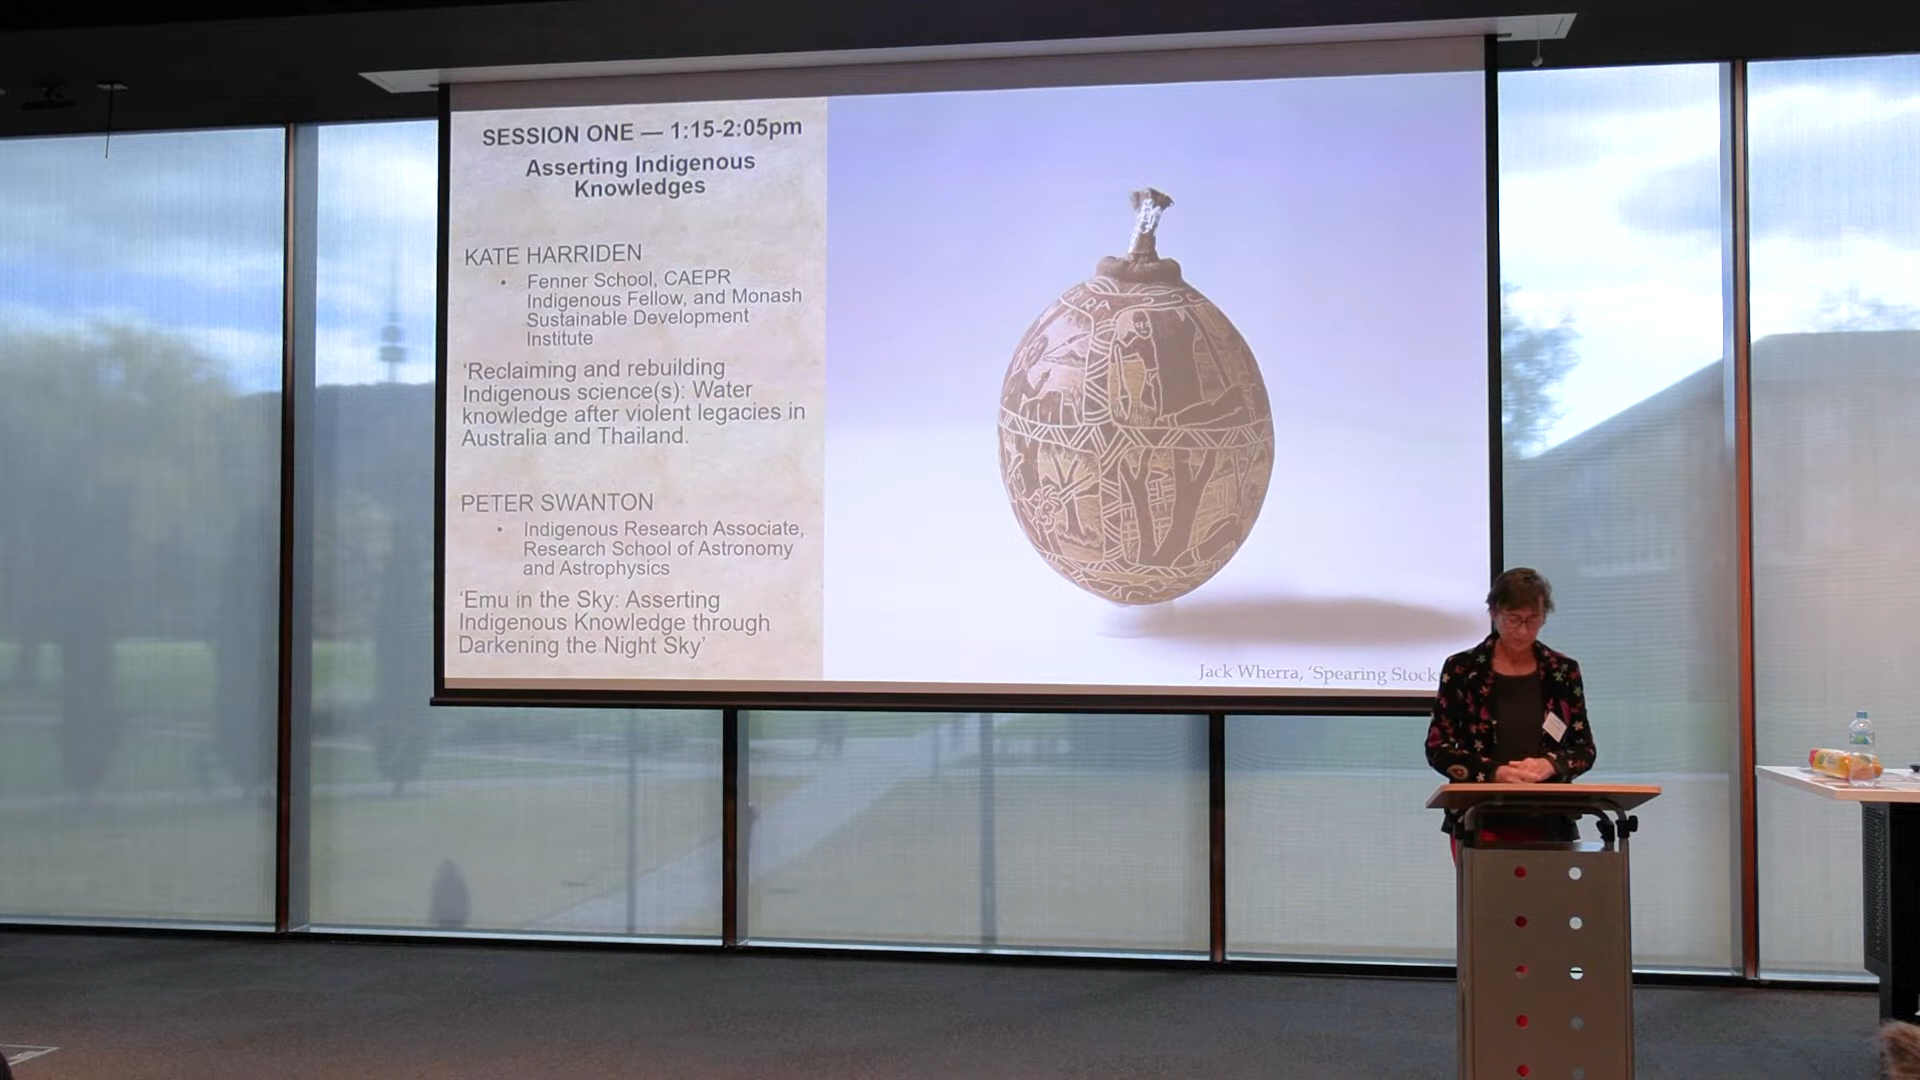 SESSION ONE — 1:15-2:05pm
Asserting Indigenous
Knowledges
KATE HARRIDEN
• Fenner School, CAEPR
Indigenous Fellow, and Monash
Sustainable Development
Institute
‘Reclaiming and rebuilding
Indigenous science(s): Water
knowledge after violent legacies in
Australia and Thailand.
PETER SWANTON
• Indigenous Research Associate,
Research School of Astronomy
and Astrophysics
‘Emu in the Sky: Asserting
Indigenous Knowledge through
Darkening the Night Sky’
Jack Wherra, ‘Spearing Stock